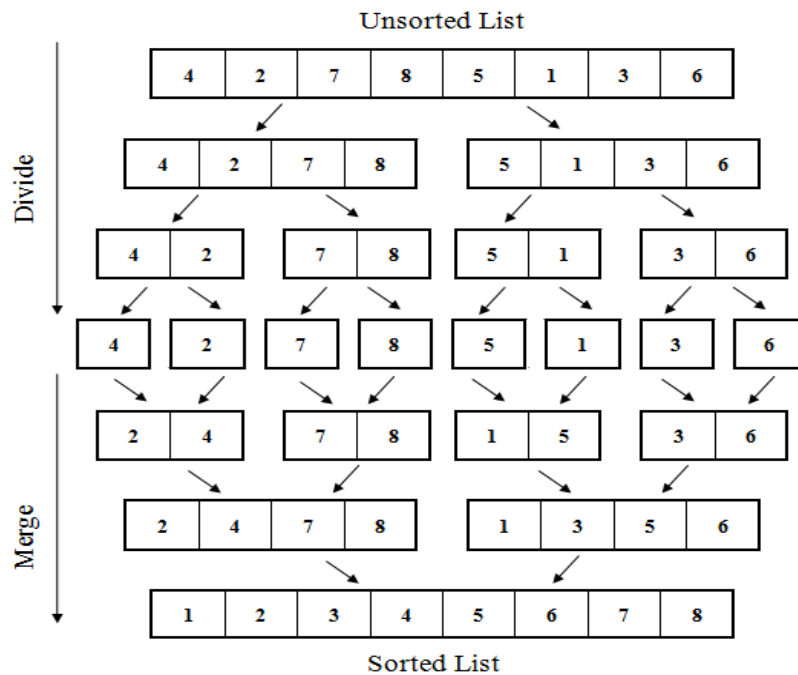 Unsorted List
4 2 7 8 5 1 3 6
4 2 7 8 5 1 3 6
Divide
4 2 7 8 5 1 3 6
4 2 7 8 5 1 3 6
2 4 7 8 1 5 3 6
Merge
2 4 7 8 1 3 5 6
1 2 3 4 5 6 7 8
Sorted List